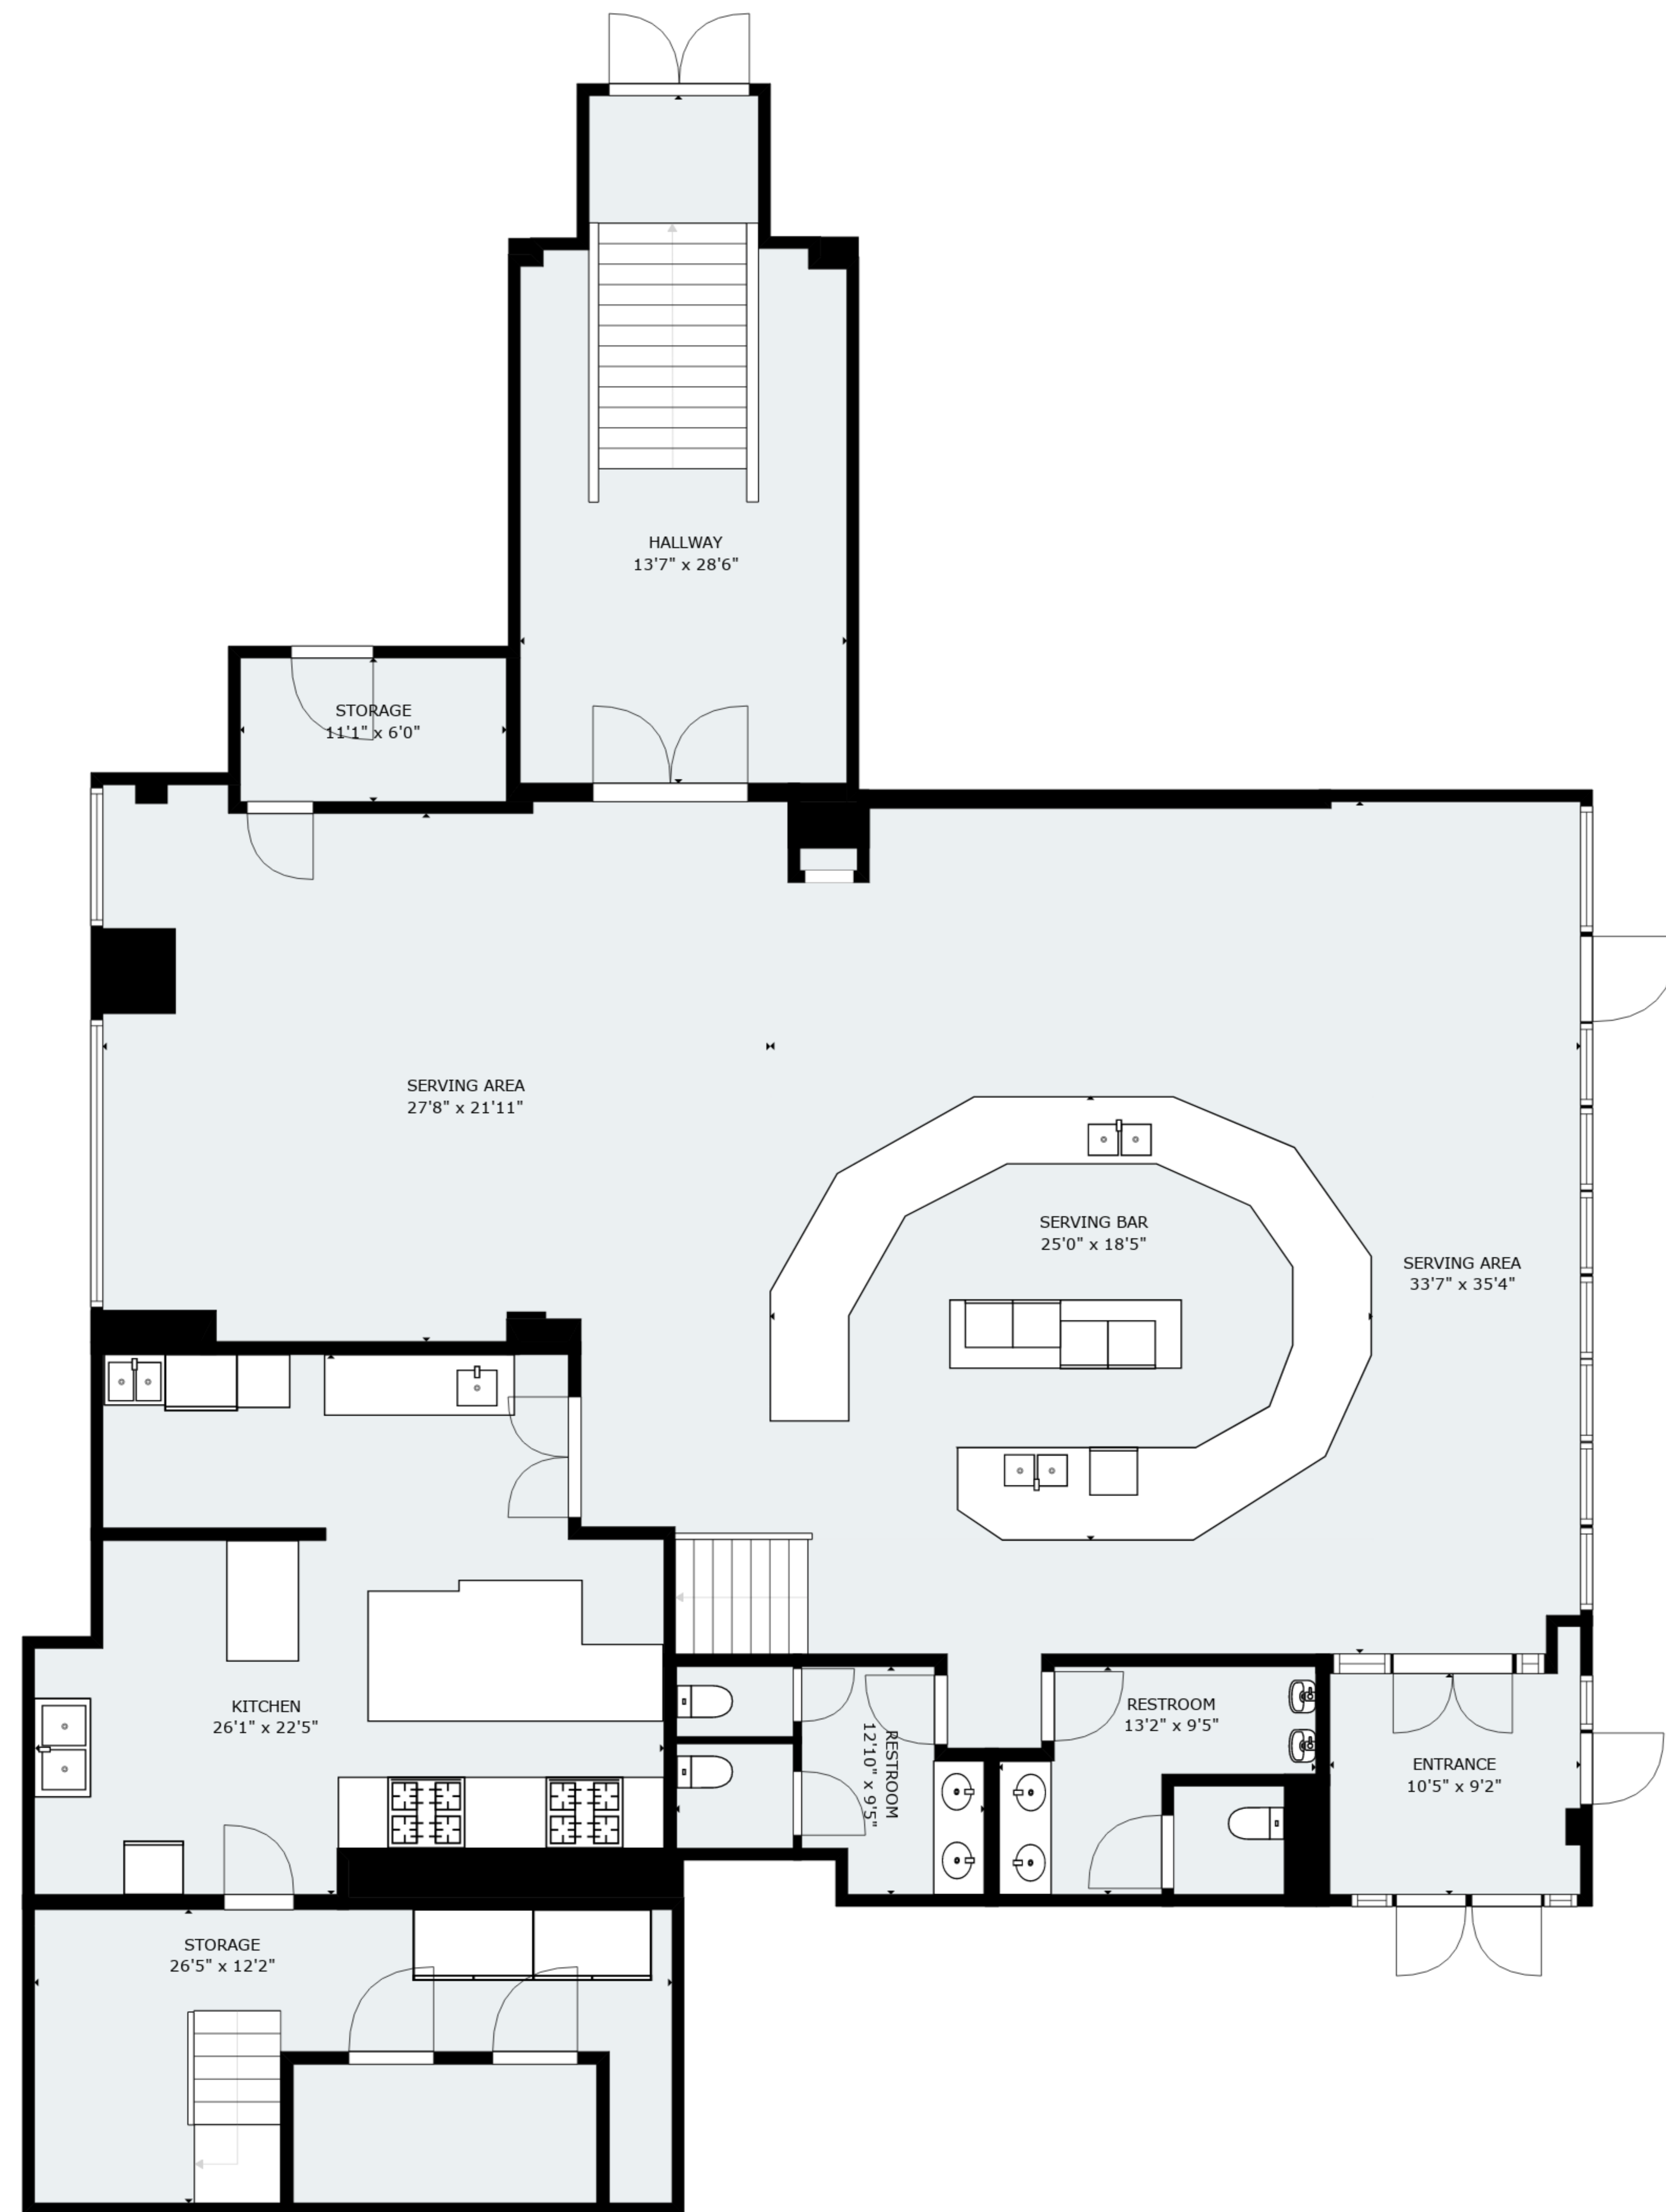 HALLWAY
13'7" x 28'6"
STORAGE
11'1" x 6'0"
SERVING AREA
27'8" x 21'11"
SERVING BAR
25'0" x 18'5"
SERVING AREA
33'7" x 35'4"
KITCHEN
26'1" x 22'5"
RESTROOM
12'10" x 9'5"
RESTROOM
13'2" x 9'5"
ENTRANCE
10'5" x 9'2"
STORAGE
26'5" x 12'2"